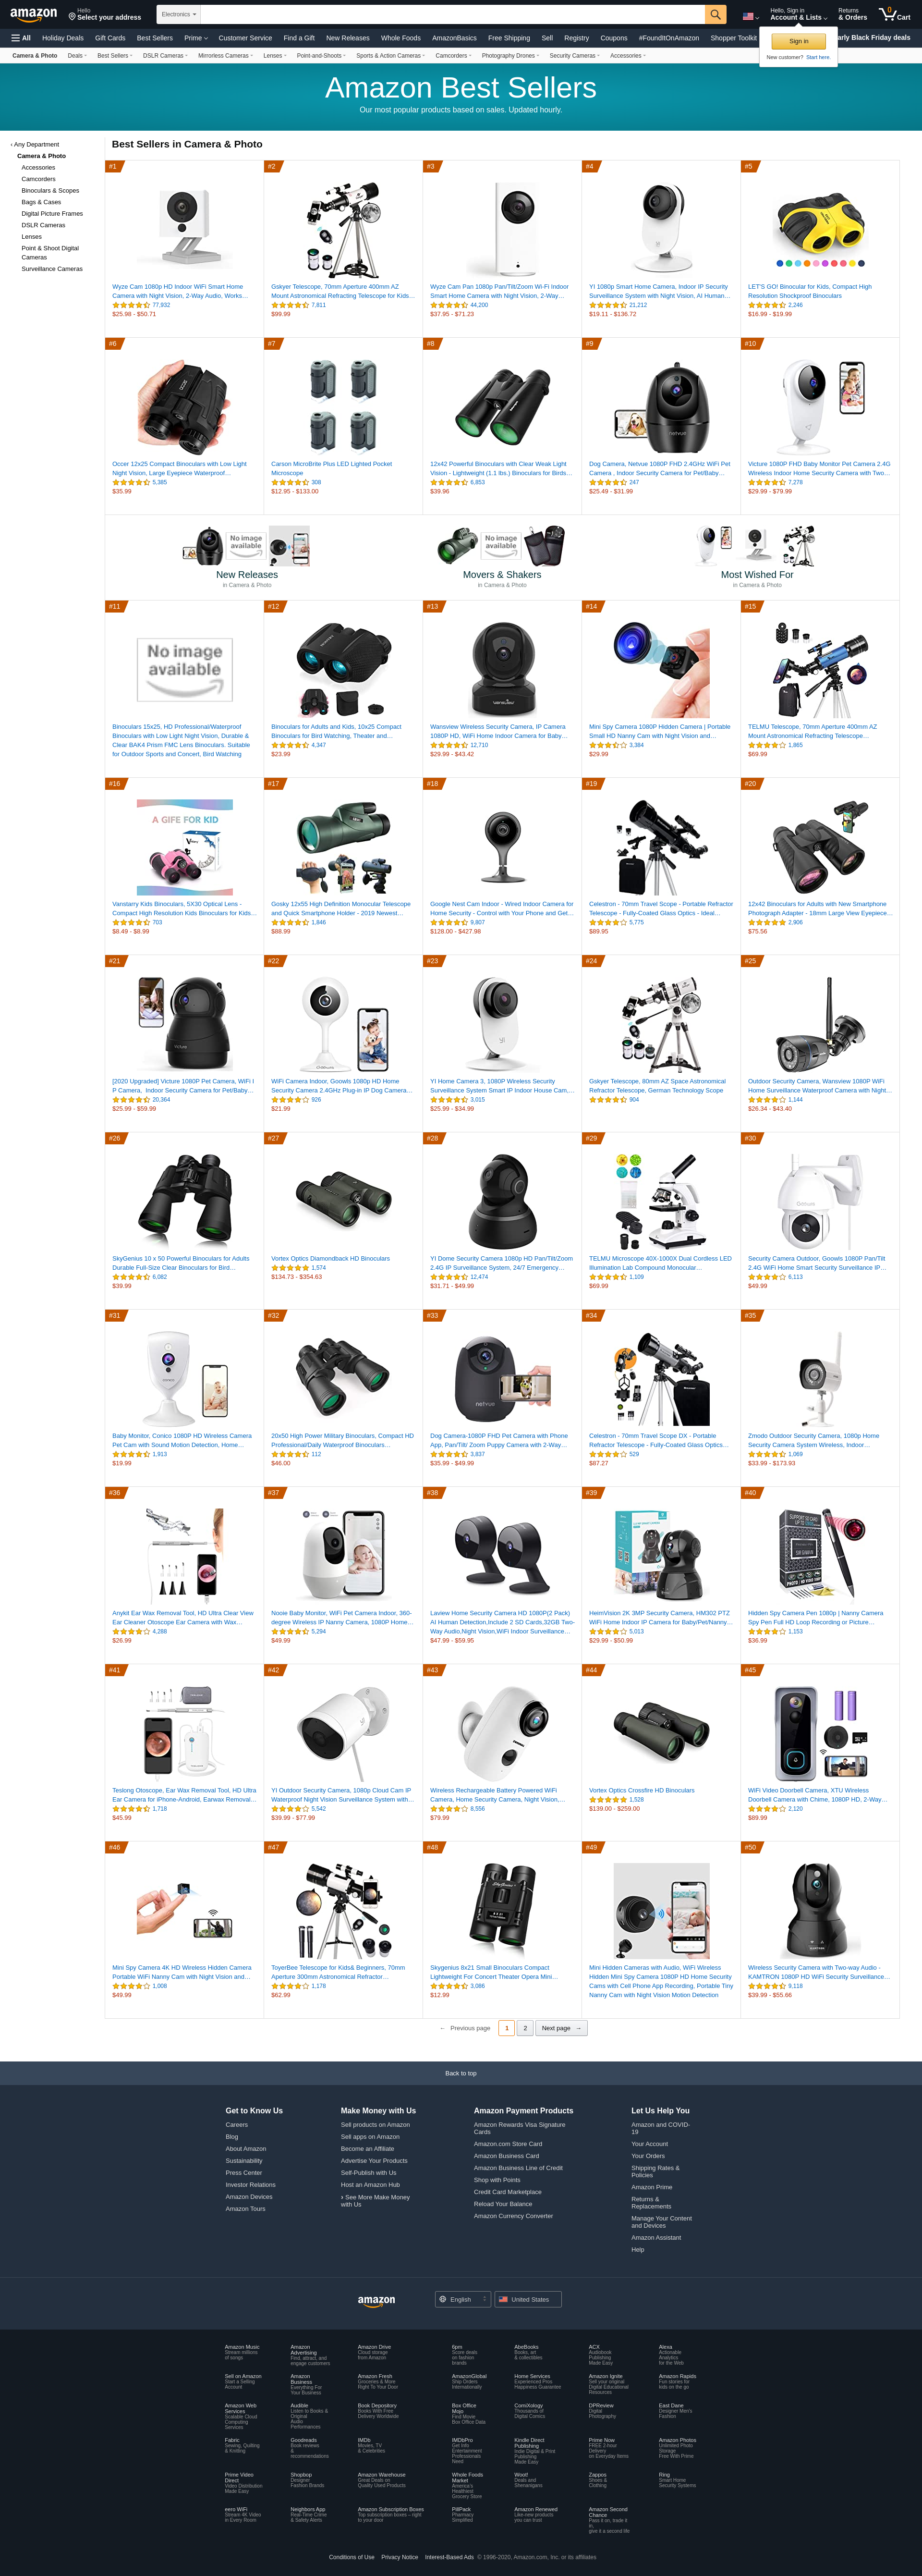 amazon
Hello
Select your address
Electronics
Hello, Sign in
Account & Lists
Returns
& Orders
0
Cart
All
Holiday Deals
Gift Cards
Best Sellers
Prime
Customer Service
Find a Gift
New Releases
Whole Foods
AmazonBasics
Free Shipping
Sell
Registry
Coupons
#FoundItOnAmazon
Shopper Toolkit
arly Black Friday deals
Sign in
New customer? Start here.
Camera & Photo
Deals
Best Sellers
DSLR Cameras
Mirrorless Cameras
Lenses
Point-and-Shoots
Sports & Action Cameras
Camcorders
Photography Drones
Security Cameras
Accessories
Amazon Best Sellers
Our most popular products based on sales. Updated hourly.
‹ Any Department
Camera & Photo
Accessories
Camcorders
Binoculars & Scopes
Bags & Cases
Digital Picture Frames
DSLR Cameras
Lenses
Point & Shoot Digital
Cameras
Surveillance Cameras
Best Sellers in Camera & Photo
#1
Wyze Cam 1080p HD Indoor WiFi Smart Home
Camera with Night Vision, 2-Way Audio, Works…
77,932
$25.98 - $50.71
#2
Gskyer Telescope, 70mm Aperture 400mm AZ
Mount Astronomical Refracting Telescope for Kids…
7,811
$99.99
#3
Wyze Cam Pan 1080p Pan/Tilt/Zoom Wi-Fi Indoor
Smart Home Camera with Night Vision, 2-Way…
44,200
$37.95 - $71.23
#4
YI 1080p Smart Home Camera, Indoor IP Security
Surveillance System with Night Vision, AI Human…
21,212
$19.11 - $136.72
#5
LET'S GO! Binocular for Kids, Compact High
Resolution Shockproof Binoculars
2,246
$16.99 - $19.99
#6
Occer 12x25 Compact Binoculars with Low Light
Night Vision, Large Eyepiece Waterproof…
5,385
$35.99
#7
Carson MicroBrite Plus LED Lighted Pocket
Microscope
308
$12.95 - $133.00
#8
12x42 Powerful Binoculars with Clear Weak Light
Vision - Lightweight (1.1 lbs.) Binoculars for Birds…
6,853
$39.96
#9
netvue
Dog Camera, Netvue 1080P FHD 2.4GHz WiFi Pet
Camera , Indoor Security Camera for Pet/Baby…
247
$25.49 - $31.99
#10
Victure 1080P FHD Baby Monitor Pet Camera 2.4G
Wireless Indoor Home Security Camera with Two…
7,278
$29.99 - $79.99
No image
available
New Releases
in Camera & Photo
No image
available
Movers & Shakers
in Camera & Photo
Most Wished For
in Camera & Photo
#11
No image
available
Binoculars 15x25, HD Professional/Waterproof
Binoculars with Low Light Night Vision, Durable &
Clear BAK4 Prism FMC Lens Binoculars. Suitable
for Outdoor Sports and Concert, Bird Watching
#12
Binoculars for Adults and Kids, 10x25 Compact
Binoculars for Bird Watching, Theater and…
4,347
$23.99
#13
Wansview Wireless Security Camera, IP Camera
1080P HD, WiFi Home Indoor Camera for Baby…
12,710
$29.99 - $43.42
#14
Mini Spy Camera 1080P Hidden Camera | Portable
Small HD Nanny Cam with Night Vision and…
3,384
$29.99
#15
TELMU Telescope, 70mm Aperture 400mm AZ
Mount Astronomical Refracting Telescope…
1,865
$69.99
#16
A GIFE FOR KID
Vanstarry Kids Binoculars, 5X30 Optical Lens -
Compact High Resolution Kids Binoculars for Kids…
703
$8.49 - $8.99
#17
Gosky 12x55 High Definition Monocular Telescope
and Quick Smartphone Holder - 2019 Newest…
1,846
$88.99
#18
Google Nest Cam Indoor - Wired Indoor Camera for
Home Security - Control with Your Phone and Get…
9,807
$128.00 - $427.98
#19
Celestron - 70mm Travel Scope - Portable Refractor
Telescope - Fully-Coated Glass Optics - Ideal…
5,775
$89.95
#20
12x42 Binoculars for Adults with New Smartphone
Photograph Adapter - 18mm Large View Eyepiece…
2,906
$75.56
#21
[2020 Upgraded] Victure 1080P Pet Camera, WiFi I
P Camera, Indoor Security Camera for Pet/Baby…
20,364
$25.99 - $59.99
#22
WiFi Camera Indoor, Goowls 1080p HD Home
Security Camera 2.4GHz Plug-in IP Dog Camera…
926
$21.99
#23
YI Home Camera 3, 1080P Wireless Security
Surveillance System Smart IP Indoor House Cam,…
3,015
$25.99 - $34.99
#24
Gskyer Telescope, 80mm AZ Space Astronomical
Refractor Telescope, German Technology Scope
904
#25
Outdoor Security Camera, Wansview 1080P WiFi
Home Surveillance Waterproof Camera with Night…
1,144
$26.34 - $43.40
#26
SkyGenius 10 x 50 Powerful Binoculars for Adults
Durable Full-Size Clear Binoculars for Bird…
6,082
$39.99
#27
Vortex Optics Diamondback HD Binoculars
1,574
$134.73 - $354.63
#28
YI Dome Security Camera 1080p HD Pan/Tilt/Zoom
2.4G IP Surveillance System, 24/7 Emergency…
12,474
$31.71 - $49.99
#29
TELMU Microscope 40X-1000X Dual Cordless LED
Illumination Lab Compound Monocular…
1,109
$69.99
#30
Security Camera Outdoor, Goowls 1080P Pan/Tilt
2.4G WiFi Home Smart Security Surveillance IP…
6,113
$49.99
#31
Baby Monitor, Conico 1080P HD Wireless Camera
Pet Cam with Sound Motion Detection, Home…
1,913
$19.99
#32
20x50 High Power Military Binoculars, Compact HD
Professional/Daily Waterproof Binoculars…
112
$46.00
#33
netvue
Dog Camera-1080P FHD Pet Camera with Phone
App, Pan/Tilt/ Zoom Puppy Camera with 2-Way…
3,837
$35.99 - $49.99
#34
Celestron - 70mm Travel Scope DX - Portable
Refractor Telescope - Fully-Coated Glass Optics…
529
$87.27
#35
Zmodo Outdoor Security Camera, 1080p Home
Security Camera System Wireless, Indoor…
1,069
$33.99 - $173.93
#36
Anykit Ear Wax Removal Tool, HD Ultra Clear View
Ear Cleaner Otoscope Ear Camera with Wax…
4,288
$26.99
#37
Nooie Baby Monitor, WiFi Pet Camera Indoor, 360-
degree Wireless IP Nanny Camera, 1080P Home…
5,294
$49.99
#38
Laview Home Security Camera HD 1080P(2 Pack)
AI Human Detection,Include 2 SD Cards,32GB Two-
Way Audio,Night Vision,WiFi Indoor Surveillance…
$47.99 - $59.95
#39
HeimVision 2K 3MP Security Camera, HM302 PTZ
WiFi Home Indoor IP Camera for Baby/Pet/Nanny…
5,013
$29.99 - $50.99
#40
Hidden Spy Camera Pen 1080p | Nanny Camera
Spy Pen Full HD Loop Recording or Picture…
1,153
$36.99
#41
Teslong Otoscope, Ear Wax Removal Tool, HD Ultra
Ear Camera for iPhone-Android, Earwax Removal…
1,718
$45.99
#42
YI Outdoor Security Camera, 1080p Cloud Cam IP
Waterproof Night Vision Surveillance System with…
5,542
$39.99 - $77.99
#43
Wireless Rechargeable Battery Powered WiFi
Camera, Home Security Camera, Night Vision,…
8,556
$79.99
#44
Vortex Optics Crossfire HD Binoculars
1,528
$139.00 - $259.00
#45
WiFi Video Doorbell Camera, XTU Wireless
Doorbell Camera with Chime, 1080P HD, 2-Way…
2,120
$89.99
#46
Mini Spy Camera 4K HD Wireless Hidden Camera
Portable WiFi Nanny Cam with Night Vision and…
1,008
$49.99
#47
ToyerBee Telescope for Kids& Beginners, 70mm
Aperture 300mm Astronomical Refractor…
1,178
$62.99
#48
Skygenius 8x21 Small Binoculars Compact
Lightweight For Concert Theater Opera Mini…
3,086
$12.99
#49
Mini Hidden Cameras with Audio, WiFi Wireless
Hidden Mini Spy Camera 1080P HD Home Security
Cams with Cell Phone App Recording, Portable Tiny
Nanny Cam with Night Vision Motion Detection
#50
Wireless Security Camera with Two-way Audio -
KAMTRON 1080P HD WiFi Security Surveillance…
9,118
$39.99 - $55.66
← Previous page
1
2
Next page →
Back to top
Get to Know Us
Careers
Blog
About Amazon
Sustainability
Press Center
Investor Relations
Amazon Devices
Amazon Tours
Make Money with Us
Sell products on Amazon
Sell apps on Amazon
Become an Affiliate
Advertise Your Products
Self-Publish with Us
Host an Amazon Hub
› See More Make Money
with Us
Amazon Payment Products
Amazon Rewards Visa Signature
Cards
Amazon.com Store Card
Amazon Business Card
Amazon Business Line of Credit
Shop with Points
Credit Card Marketplace
Reload Your Balance
Amazon Currency Converter
Let Us Help You
Amazon and COVID-
19
Your Account
Your Orders
Shipping Rates &
Policies
Amazon Prime
Returns &
Replacements
Manage Your Content
and Devices
Amazon Assistant
Help
amazon
English
United States
Amazon Music
Stream millions
of songs
Amazon
Advertising
Find, attract, and
engage customers
Amazon Drive
Cloud storage
from Amazon
6pm
Score deals
on fashion
brands
AbeBooks
Books, art
& collectibles
ACX
Audiobook
Publishing
Made Easy
Alexa
Actionable
Analytics
for the Web
Sell on Amazon
Start a Selling
Account
Amazon
Business
Everything For
Your Business
Amazon Fresh
Groceries & More
Right To Your Door
AmazonGlobal
Ship Orders
Internationally
Home Services
Experienced Pros
Happiness Guarantee
Amazon Ignite
Sell your original
Digital Educational
Resources
Amazon Rapids
Fun stories for
kids on the go
Amazon Web
Services
Scalable Cloud
Computing
Services
Audible
Listen to Books &
Original
Audio
Performances
Book Depository
Books With Free
Delivery Worldwide
Box Office
Mojo
Find Movie
Box Office Data
ComiXology
Thousands of
Digital Comics
DPReview
Digital
Photography
East Dane
Designer Men's
Fashion
Fabric
Sewing, Quilting
& Knitting
Goodreads
Book reviews
&
recommendations
IMDb
Movies, TV
& Celebrities
IMDbPro
Get Info
Entertainment
Professionals
Need
Kindle Direct
Publishing
Indie Digital & Print
Publishing
Made Easy
Prime Now
FREE 2-hour
Delivery
on Everyday Items
Amazon Photos
Unlimited Photo
Storage
Free With Prime
Prime Video
Direct
Video Distribution
Made Easy
Shopbop
Designer
Fashion Brands
Amazon Warehouse
Great Deals on
Quality Used Products
Whole Foods
Market
America's
Healthiest
Grocery Store
Woot!
Deals and
Shenanigans
Zappos
Shoes &
Clothing
Ring
Smart Home
Security Systems
eero WiFi
Stream 4K Video
in Every Room
Neighbors App
Real-Time Crime
& Safety Alerts
Amazon Subscription Boxes
Top subscription boxes – right
to your door
PillPack
Pharmacy
Simplified
Amazon Renewed
Like-new products
you can trust
Amazon Second
Chance
Pass it on, trade it
in,
give it a second life
Conditions of Use
Privacy Notice
Interest-Based Ads
© 1996-2020, Amazon.com, Inc. or its affiliates